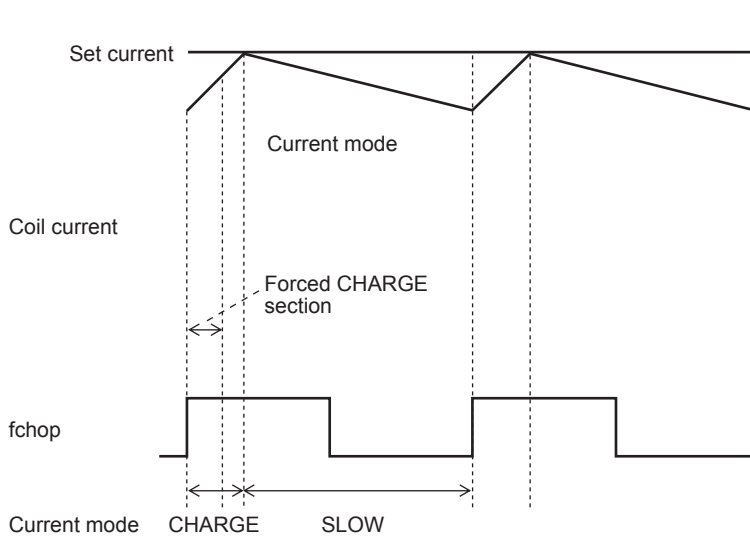 Set current
Current mode
Coil current
Forced CHARGE
section
fchop
Current mode CHARGE SLOW